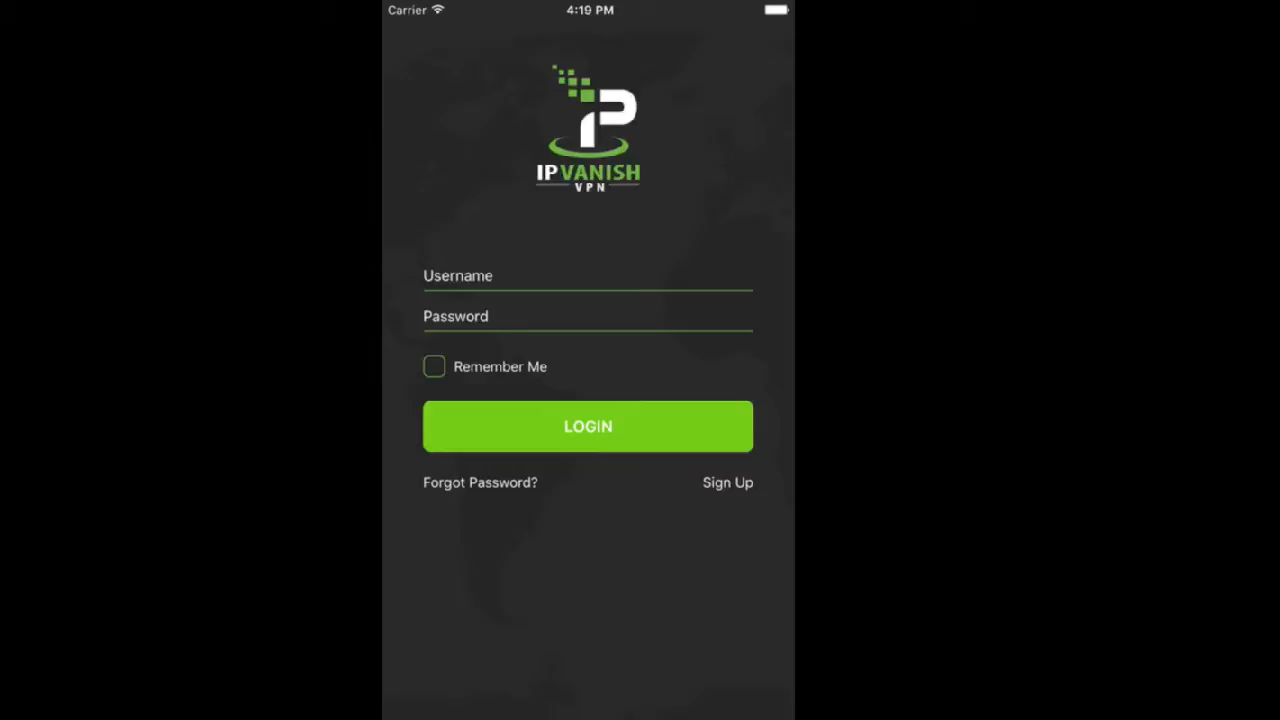 Carrier 4:19 PM
IPVANISH
VPN
Username
Password
Remember Me
LOGIN
Forgot Password? Sign Up